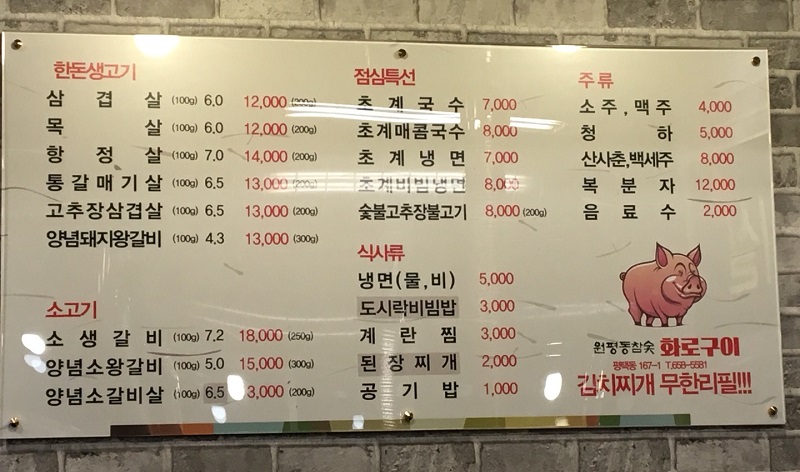 한돈생고기
삼겹살 (100g) 6.0 12,000 (200g)
목살 (100g) 6.0 12,000 (200g)
항정살 (100g) 7.0 14,000 (200g)
통갈매기살 (100g) 6.5 13,000 (200g)
고추장삼겹살 (100g) 6.5 13,000 (200g)
양념돼지왕갈비 (100g) 4.3 13,000 (300g)
소고기
소생갈비 (100g) 7.2 18,000 (250g)
양념소왕갈비 (100g) 5.0 15,000 (300g)
양념소갈비살 (100g) 6.5 3,000 (200g)
점심특선
초계국수 7,000
초계매콤국수 8,000
초계냉면 7,000
초계비빔냉면 8,000
숯불고추장불고기 8,000 (200g)
식사류
냉면(물,비) 5,000
도시락비빔밥 3,000
계란찜 3,000
된장찌개 2,000
공기밥 1,000
주류
소주,맥주 4,000
청하 5,000
산사춘,백세주 8,000
복분자 12,000
음료수 2,000
원평동참숯 화로구이
평택동 167-1 T.658-5581
김치찌개 무한리필!!!